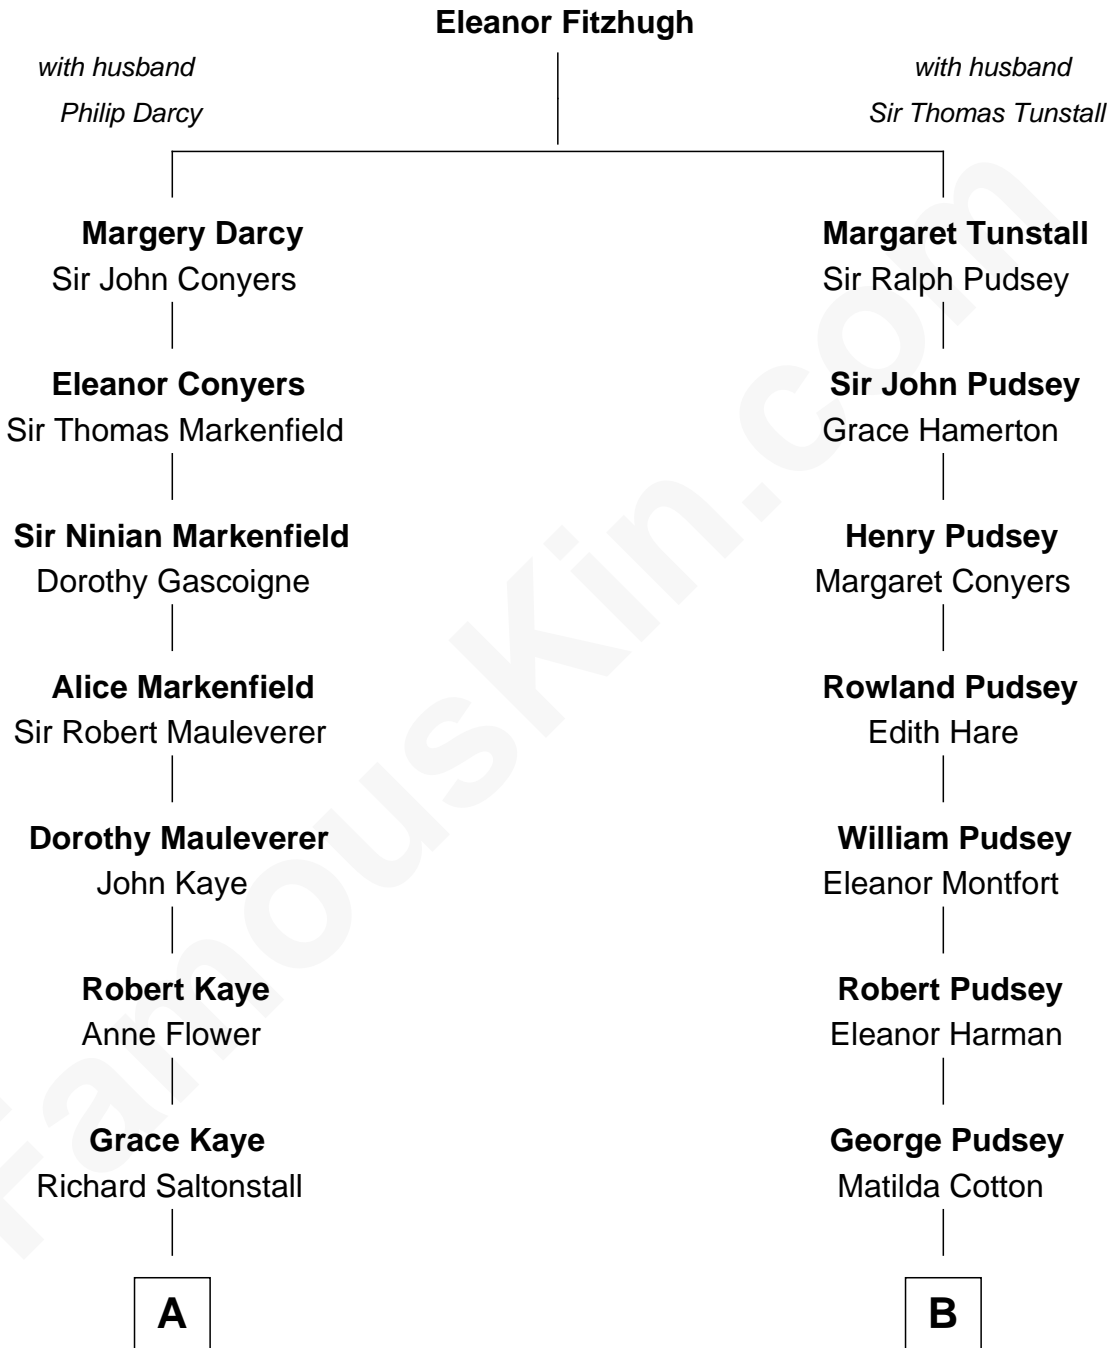 Eleanor Fitzhugh
with husband
Philip Darcy
with husband
Sir Thomas Tunstall
Margery Darcy
Sir John Conyers
Eleanor Conyers
Sir Thomas Markenfield
Sir Ninian Markenfield
Dorothy Gascoigne
Alice Markenfield
Sir Robert Mauleverer
Dorothy Mauleverer
John Kaye
Robert Kaye
Anne Flower
Grace Kaye
Richard Saltonstall
A
Margaret Tunstall
Sir Ralph Pudsey
Sir John Pudsey
Grace Hamerton
Henry Pudsey
Margaret Conyers
Rowland Pudsey
Edith Hare
William Pudsey
Eleanor Montfort
Robert Pudsey
Eleanor Harman
George Pudsey
Matilda Cotton
B
FamousKin.com